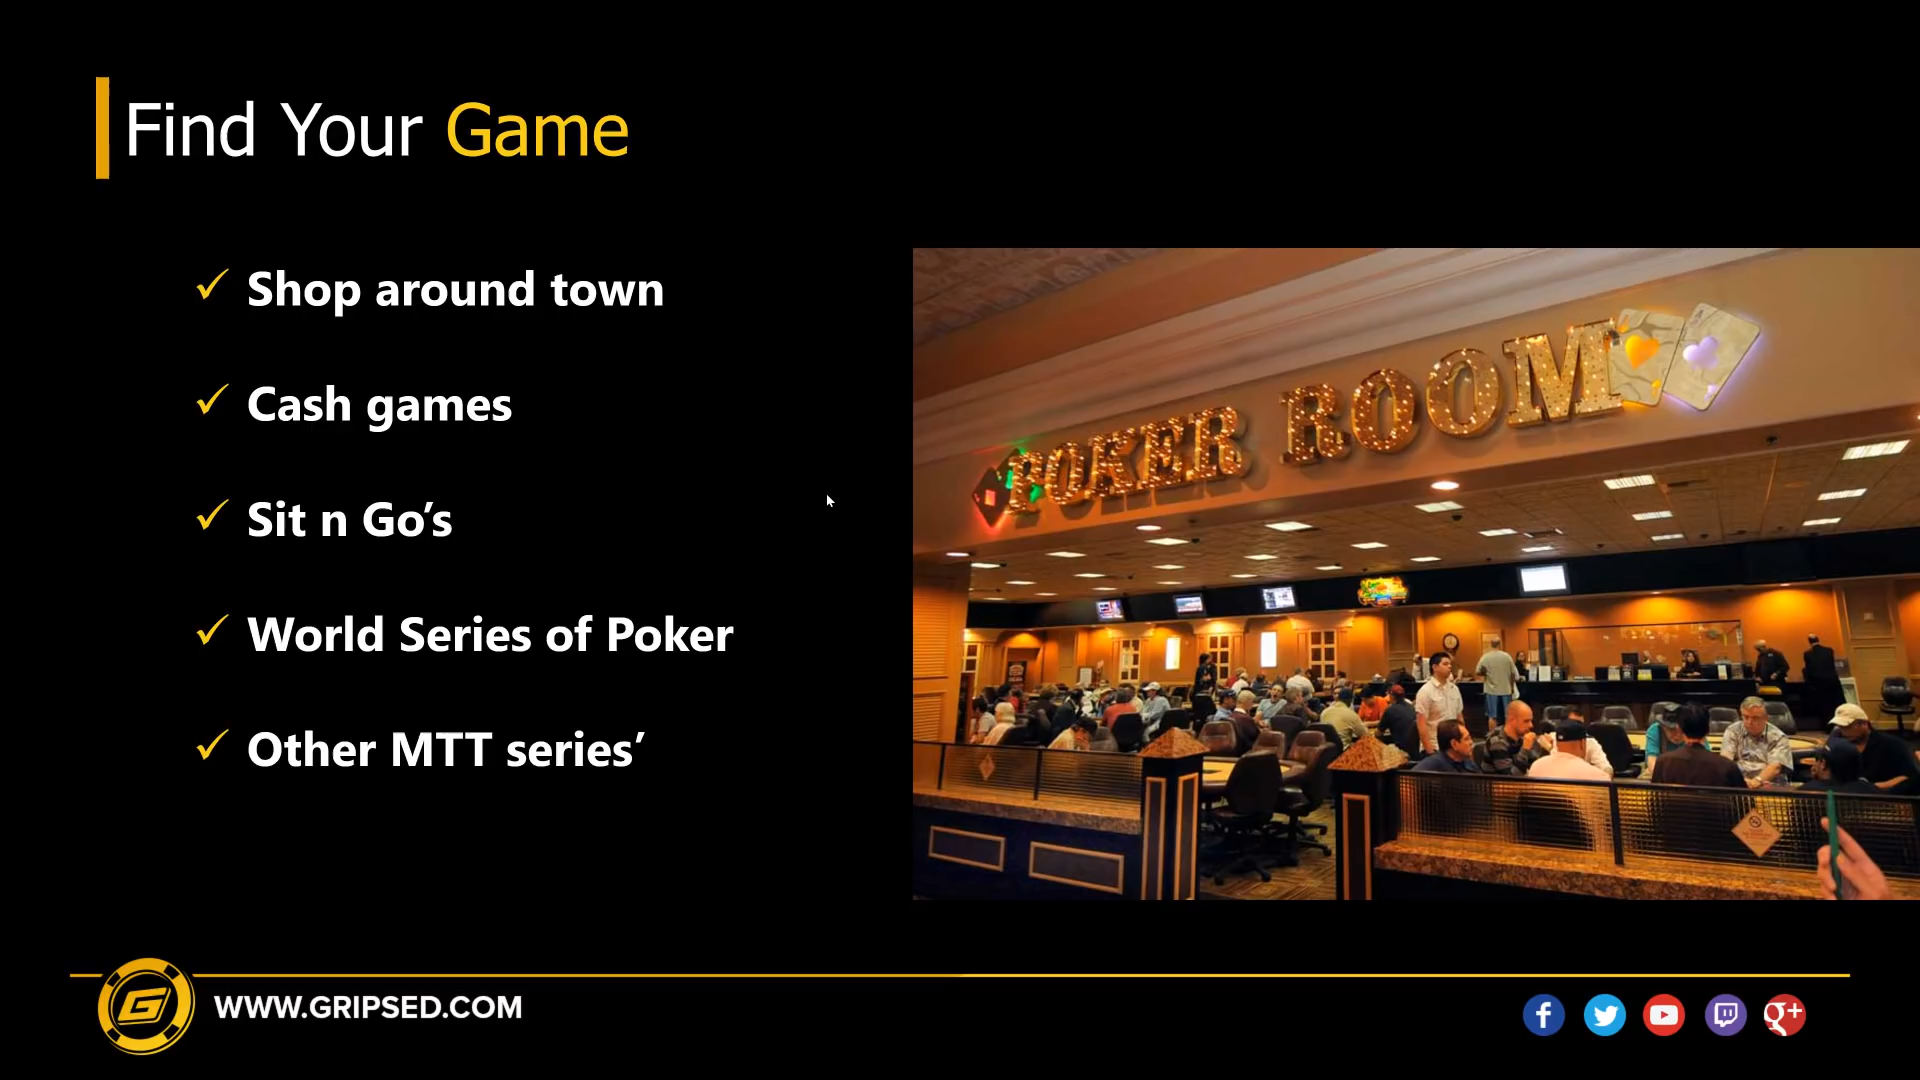 Find Your Game
Shop around town
Cash games
Sit n Go’s
World Series of Poker
Other MTT series’
POKER ROOM
WWW.GRIPSED.COM